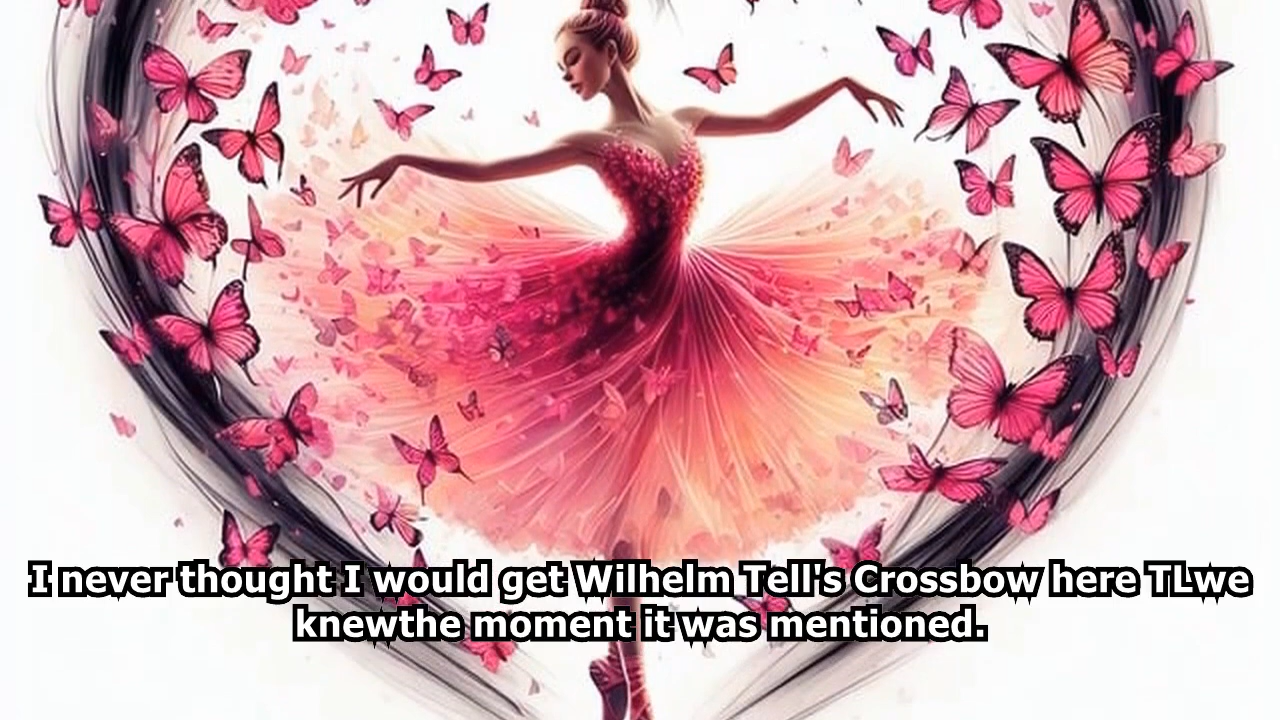 I never thought I would get Wilhelm Tell's Crossbow here TLwe
knewthe moment it was mentioned.